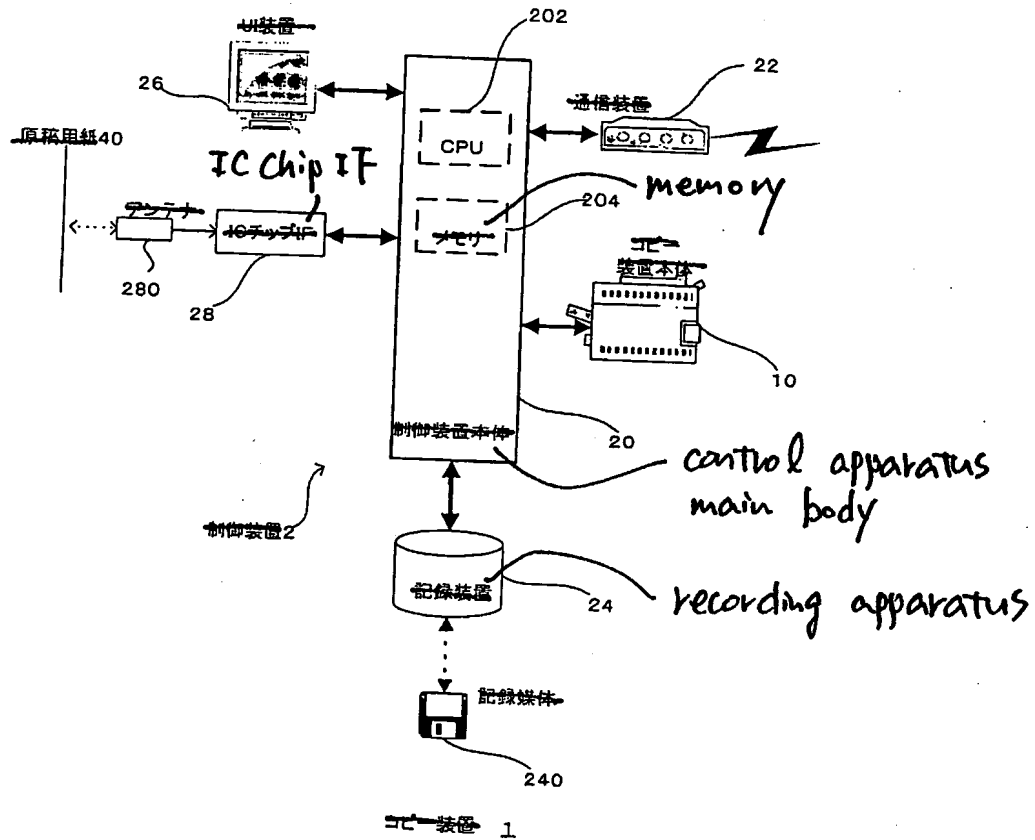 UI装置
202
26
22
通信装置
原稿用紙40
CPU
IC Chip IF
memory
アンテナ
ICチップIF
メモリ
204
コピー
装置本体
280
28
10
制御装置本体
20
control apparatus
main body
制御装置2
記録装置
24
recording apparatus
記録媒体
240
コピー装置 1